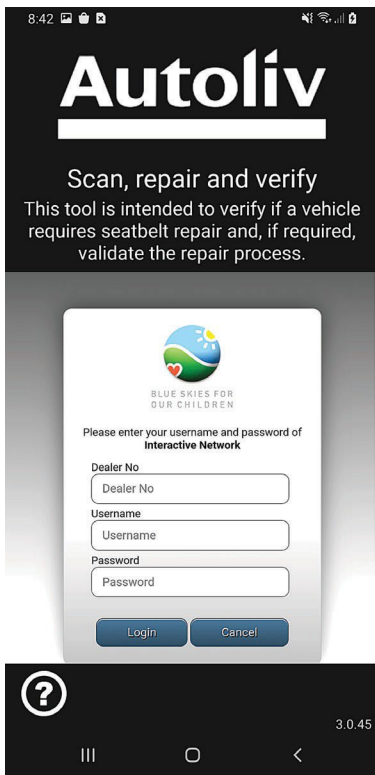 8:42
Autoliv
Scan, repair and verify
This tool is intended to verify if a vehicle
requires seatbelt repair and, if required,
validate the repair process.
BLUE SKIES FOR
OUR CHILDREN
Please enter your username and password of
Interactive Network
Dealer No
Dealer No
Username
Username
Password
Password
Login Cancel
?
3.0.45